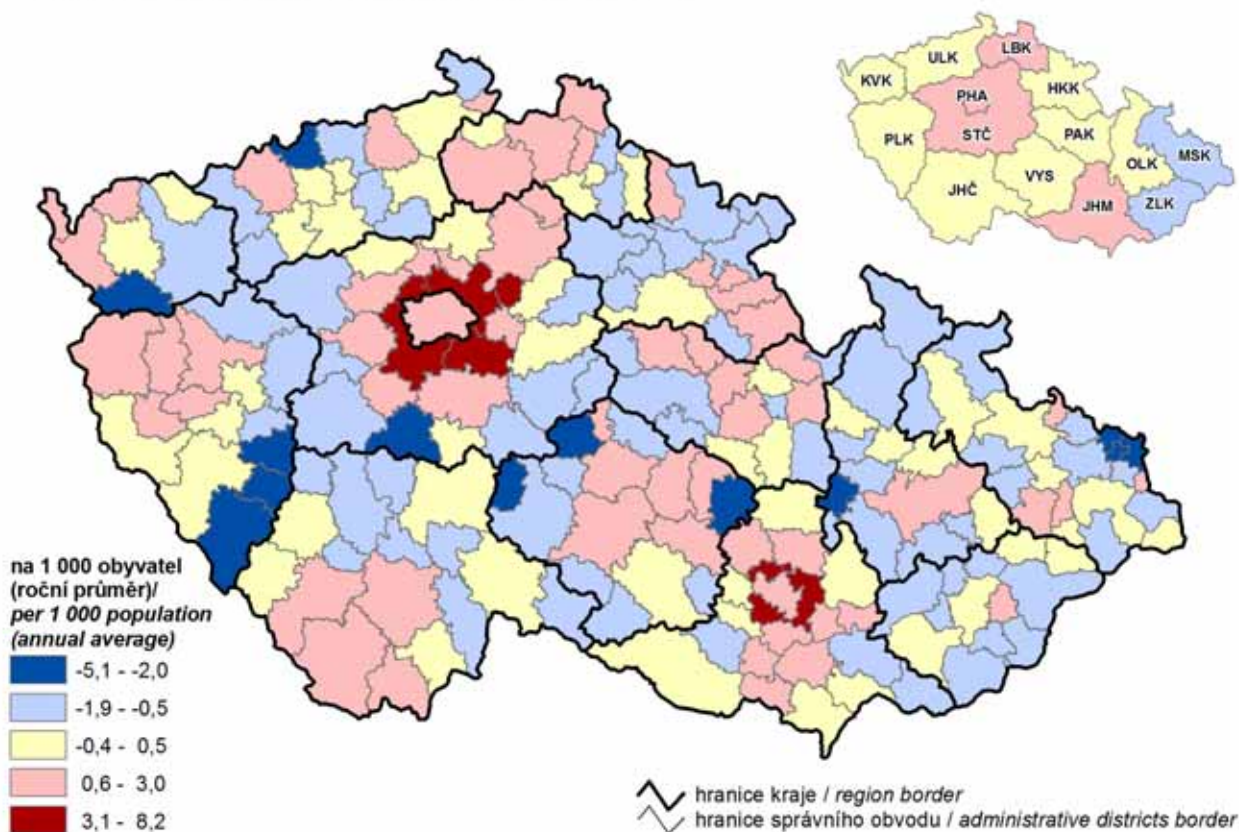 LBK
ULK
KVK
HKK
PHA
STČ
PLK
PAK
MSK
OLK
VYS
JHČ
ZLK
JHM
na 1 000 obyvatel
(roční průměr)/
per 1 000 population
(annual average)
-5,1 - -2,0
-1,9 - -0,5
-0,4 - 0,5
0,6 - 3,0
3,1 - 8,2
hranice kraje / region border
hranice správního obvodu / administrative districts border